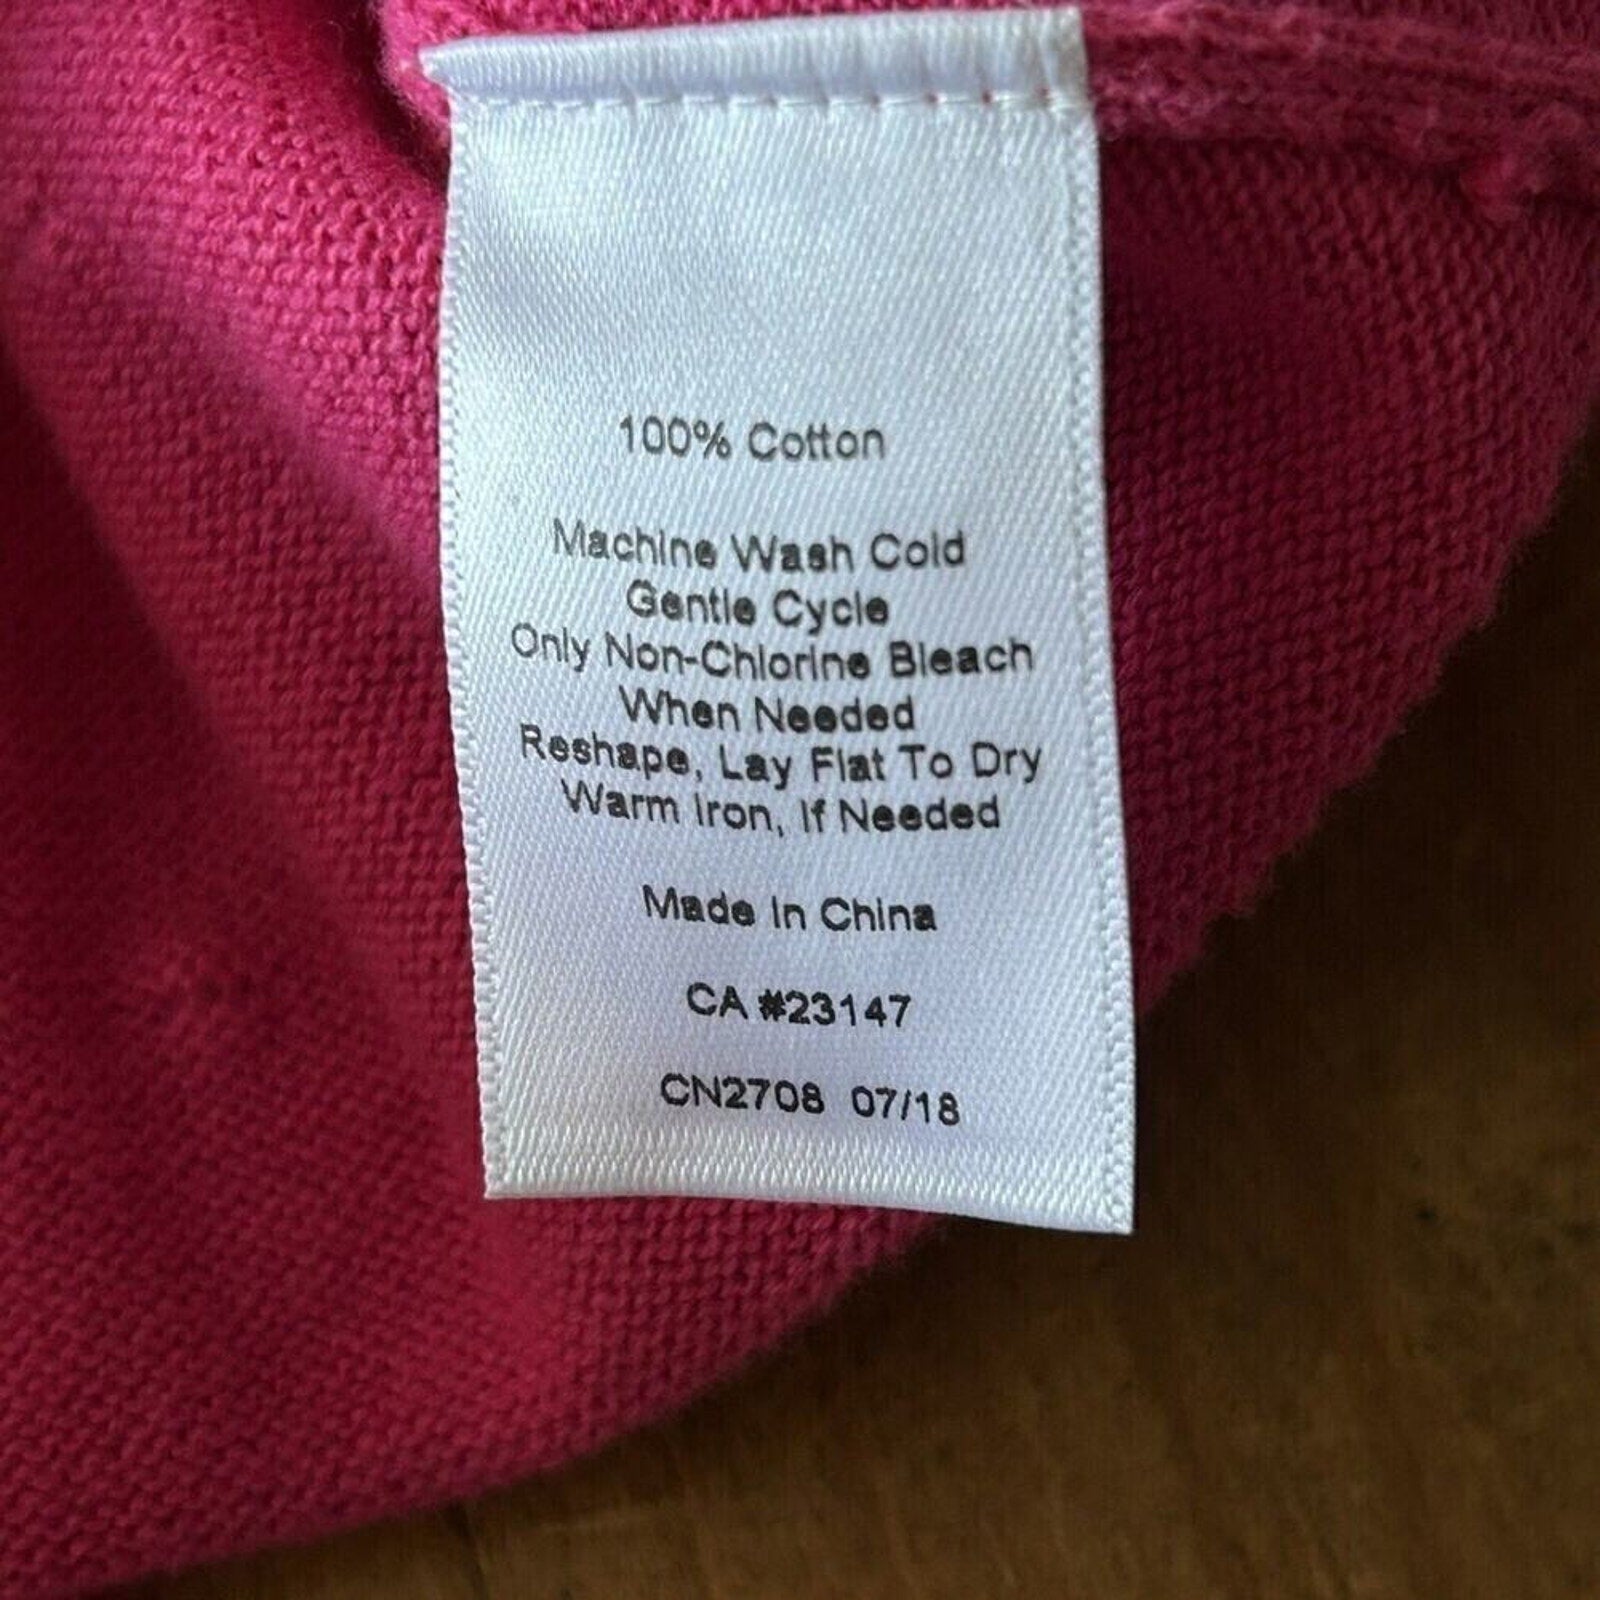 100% Cotton
Machine Wash Cold
Gentle Cycle
Only Non-Chlorine Bleach
When Needed
Reshape, Lay Flat To Dry
Warm Iron, If Needed
Made In China
CA #23147
CN2708 07/18